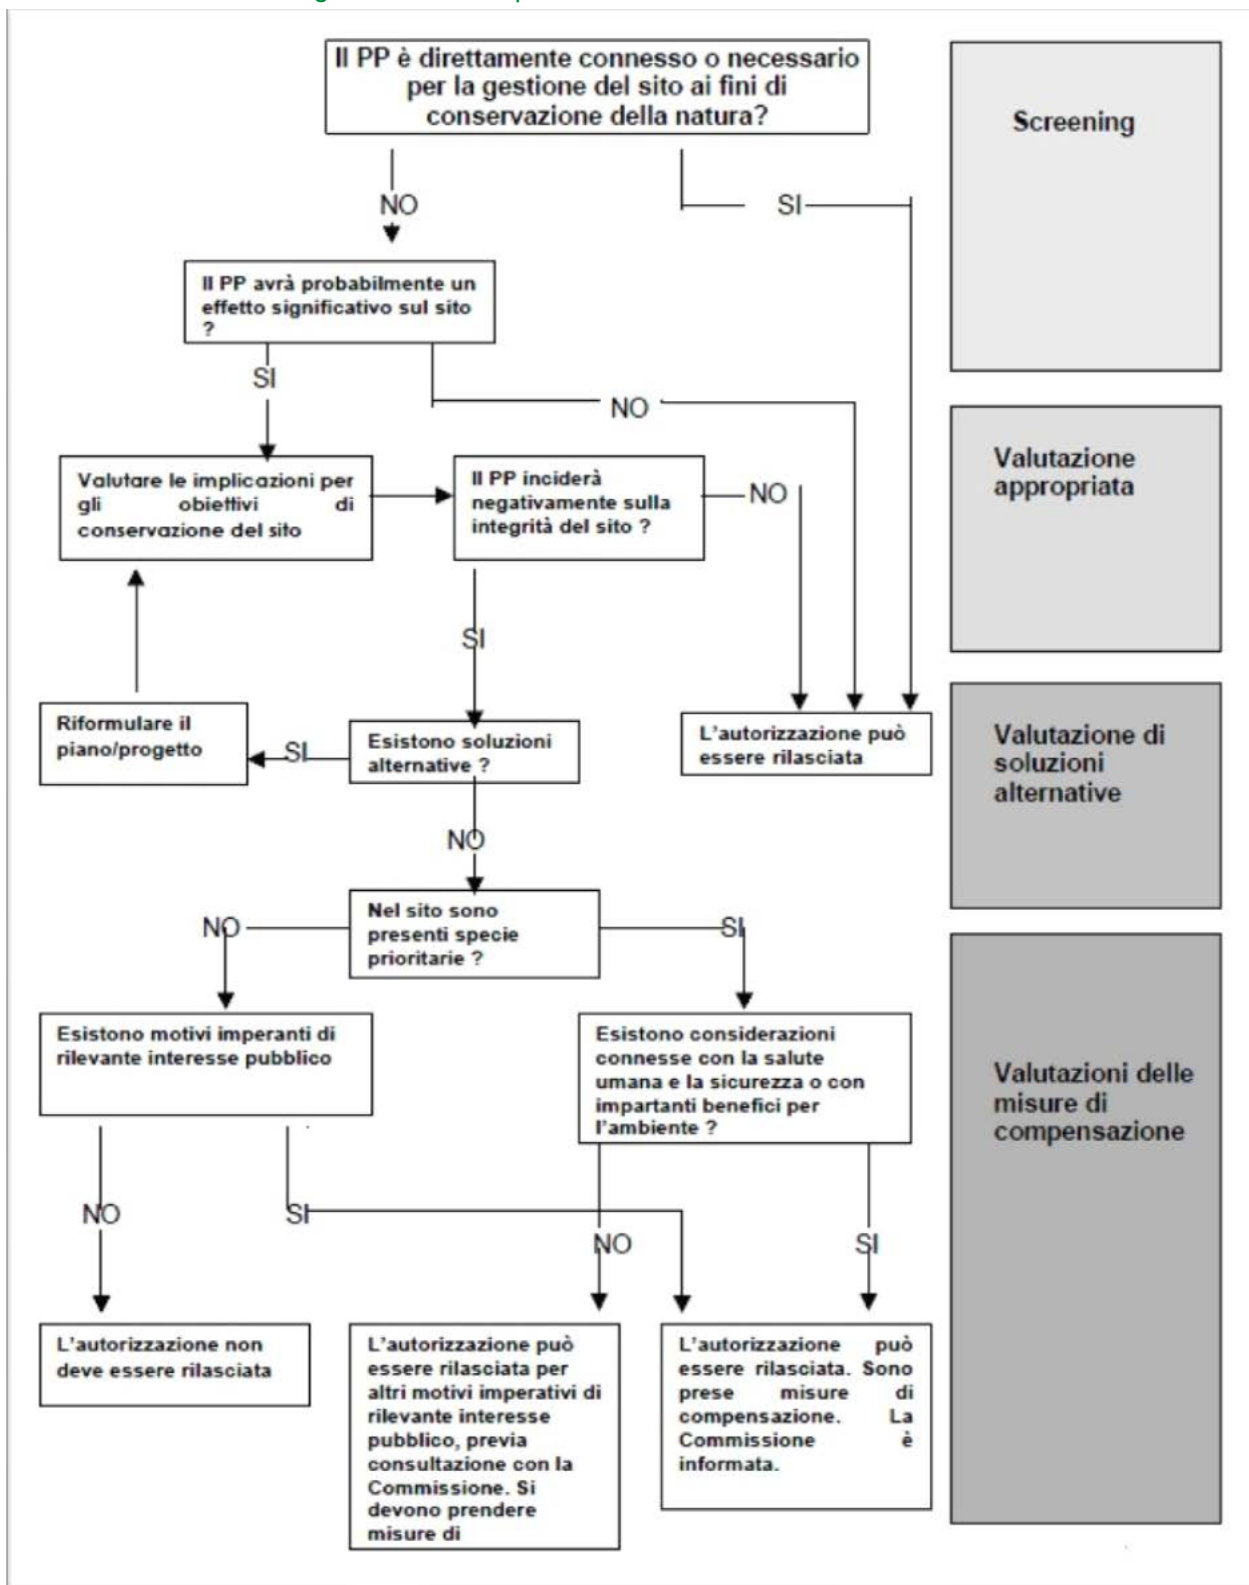 Il PP è direttamente connesso o necessario
per la gestione del sito ai fini di
conservazione della natura?
Screening
NO
SI
Il PP avrà probabilmente un
effetto significativo sul sito
?
SI
NO
Valutare le implicazioni per
gli obiettivi di
conservazione del sito
Il PP inciderà
negativamente sulla
integrità del sito ?
NO
Valutazione
appropriata
SI
Riformulare il
piano/progetto
SI
Esistono soluzioni
alternative ?
L'autorizzazione può
essere rilasciata
Valutazione di
soluzioni
alternative
NO
Nel sito sono
presenti specie
prioritarie ?
NO
SI
Esistono motivi imperanti di
rilevante interesse pubblico
Esistono considerazioni
connesse con la salute
umana e la sicurezza o con
impartanti benefici per
l'ambiente ?
Valutazioni delle
misure di
compensazione
NO
SI
NO
SI
L'autorizzazione non
deve essere rilasciata
L'autorizzazione può
essere rilasciata per
altri motivi imperativi di
rilevante interesse
pubblico, previa
consultazione con la
Commissione. Si
devono prendere
misure di
L'autorizzazione può
essere rilasciata. Sono
prese misure di
compensazione. La
Commissione è
informata.